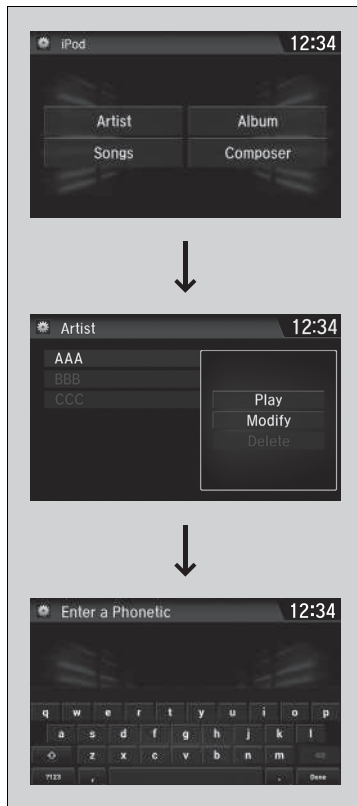 iPod 12:34
Artist Album
Songs Composer
Artist 12:34
AAA
BBB
CCC
Play
Modify
Delete
Enter a Phonetic 12:34
q w e r t y u i o p
a s d f g h j k l
z x c v b n m
?123 , . Done